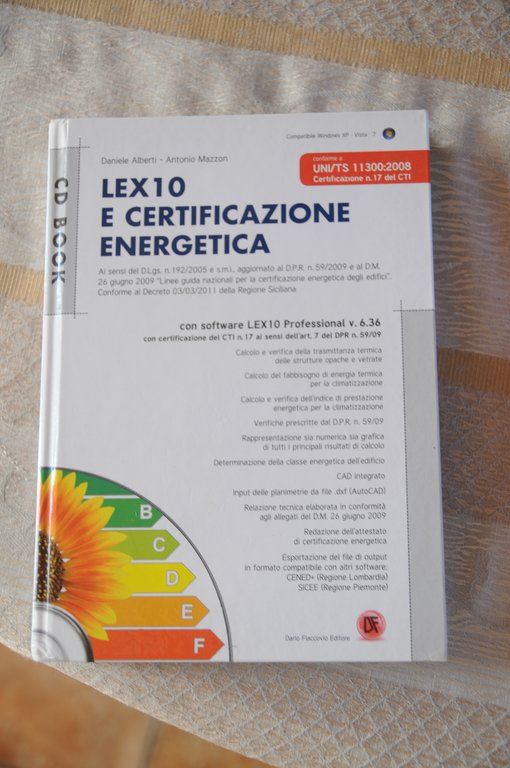 Compatibile Windows XP - Vista 7
Daniele Alberti - Antonio Mazzon
conforme a
UNI/TS 11300:2008
Certificazione n.17 del CTI
CD BOOK
LEX10
E CERTIFICAZIONE
ENERGETICA
Ai sensi del D.Lgs. n.192/2005 e s.m.i., aggiornato al D.P.R. n. 59/2009 e al D.M.
26 giugno 2009 "Linee guida nazionali per la certificazione energetica degli edifici".
Conforme al Decreto 03/03/2011 della Regione Siciliana
con software LEX10 Professional v. 6.36
con certificazione del CTI n.17 ai sensi dell'art. 7 del DPR n. 59/09
Calcolo e verifica della trasmittanza termica
delle strutture opache e vetrate
Calcolo del fabbisogno di energia termica
per la climatizzazione
Calcolo e verifica dell'indice di prestazione
energetica per la climatizzazione
Verifiche prescritte dal D.P.R. n. 59/09
Rappresentazione sia numerica sia grafica
di tutti i principali risultati di calcolo
Determinazione della classe energetica dell'edificio
CAD integrato
Input delle planimetrie da file .dxf (AutoCAD)
Relazione tecnica elaborata in conformità
agli allegati del D.M. 26 giugno 2009
Redazione dell'attestato
di certificazione energetica
Esportazione del file di output
in formato compatibile con altri software:
CENED+ (Regione Lombardia)
SICEE (Regione Piemonte)
B
C
D
E
F
DF
Dario Flaccovio Editore